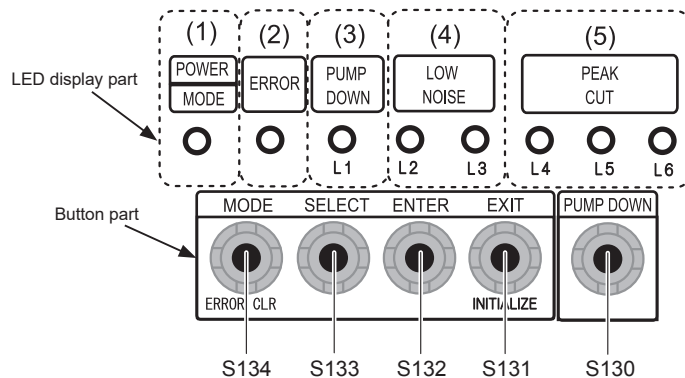 (1) (2) (3) (4) (5)
POWER
MODE
ERROR
PUMP
DOWN
LOW
NOISE
PEAK
CUT
LED display part
L1 L2 L3 L4 L5 L6
Button part
MODE SELECT ENTER EXIT PUMP DOWN
ERROR CLR INITIALIZE
S134 S133 S132 S131 S130